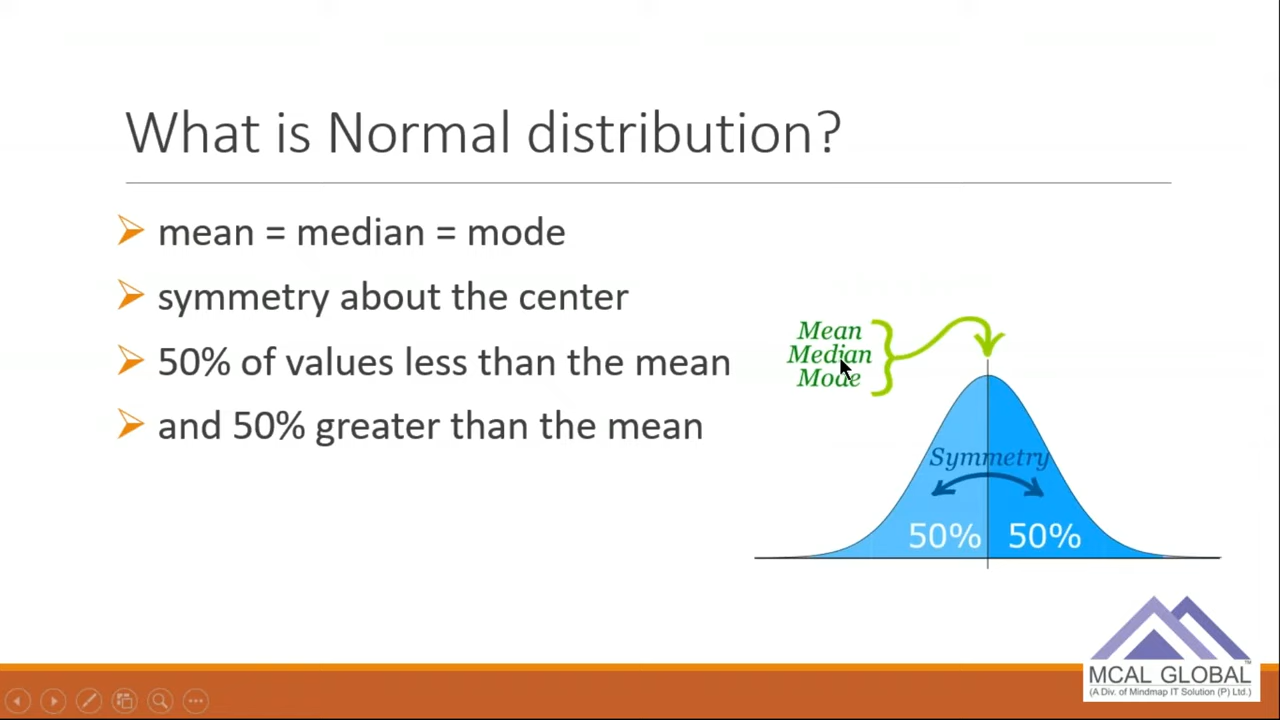 What is Normal distribution?
mean = median = mode
symmetry about the center
50% of values less than the mean
and 50% greater than the mean
Mean
Median
Mode
Symmetry
50% 50%
MCAL GLOBAL™
(A Div. of Mindmap IT Solution (P) Ltd.)